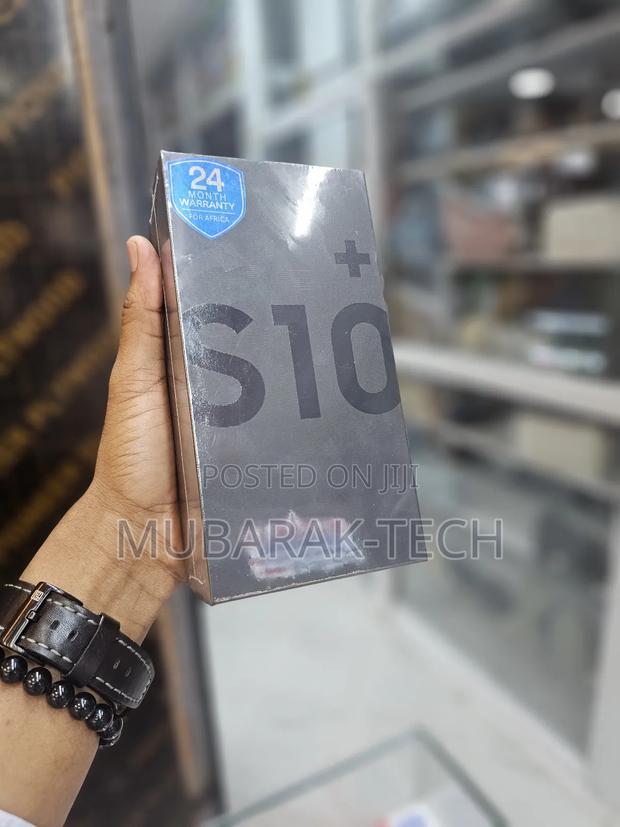 24
MONTH
WARRANTY
FOR AFRICA
+
S10
POSTED ON JIJI
MUBARAK-TECH